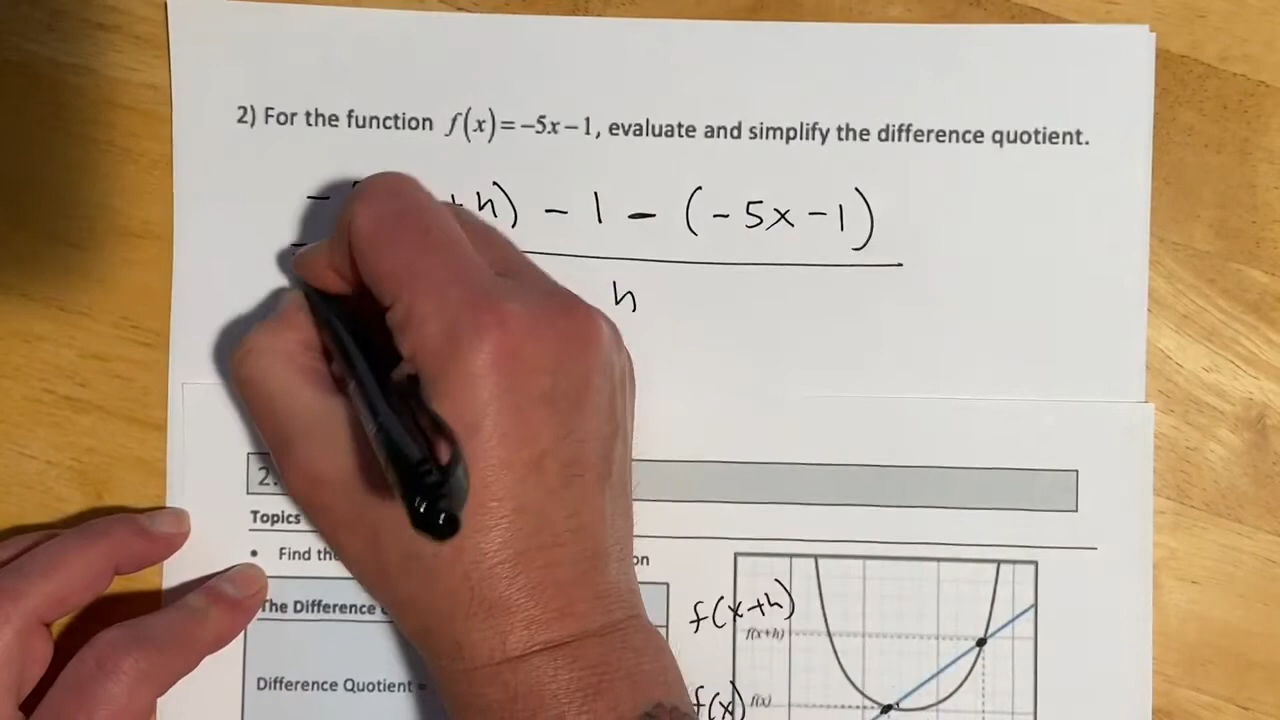 2) For the function f(x)=-5x-1, evaluate and simplify the difference quotient.
- +h) - 1 - (-5x-1)
h
2.
Topics
• Find the on
The Difference
f(x+h)
f(x+h)
Difference Quotient =
f(x) f(x)